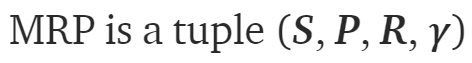 MRP is a tuple (S, P, R, γ)